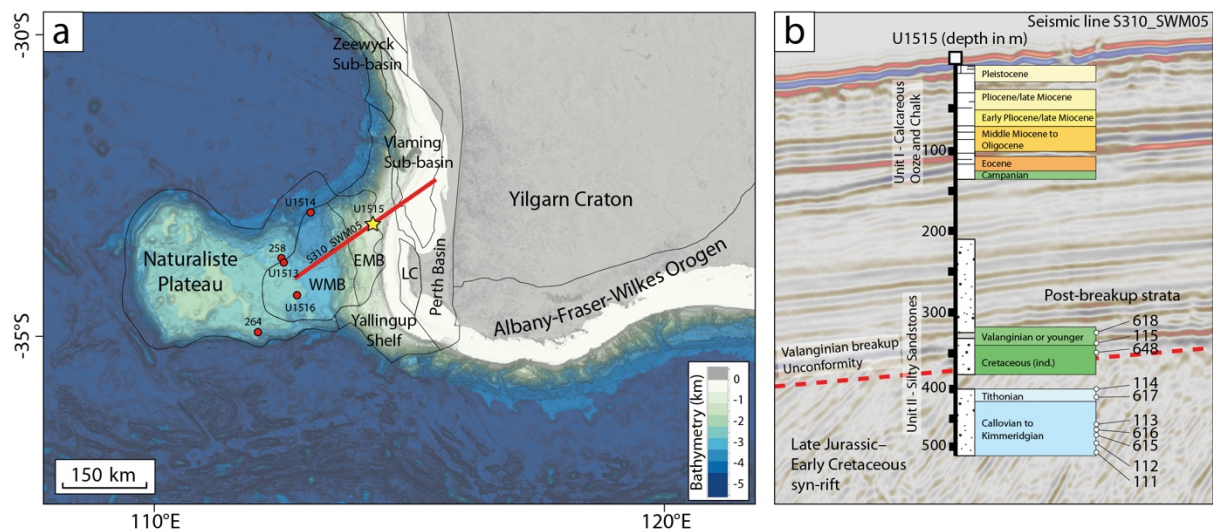 a
-30°S
-35°S
110°E
120°E
Zeewyck
Sub-basin
Vlaming
Sub-basin
Yilgarn Craton
U1514
U1515
S310_SWM05
258
U1513
Naturaliste
Plateau
EMB
WMB
LC
Perth Basin
U1516
264
Yallingup
Shelf
Albany-Fraser-Wilkes Orogen
150 km
Bathymetry (km)
0
-1
-2
-3
-4
-5
b
Seismic line S310_SWM05
U1515 (depth in m)
Unit I - Calcareous
Ooze and Chalk
Pleistocene
Pliocene/late Miocene
Early Pliocene/late Miocene
Middle Miocene to
Oligocene
Eocene
Campanian
100
200
300
400
500
Unit II - Silty Sandstones
Post-breakup strata
Valanginian or younger
Cretaceous (ind.)
Valanginian breakup
Unconformity
Tithonian
Callovian to
Kimmeridgian
Late Jurassic–
Early Cretaceous
syn-rift
618
115
648
114
617
113
616
615
112
111